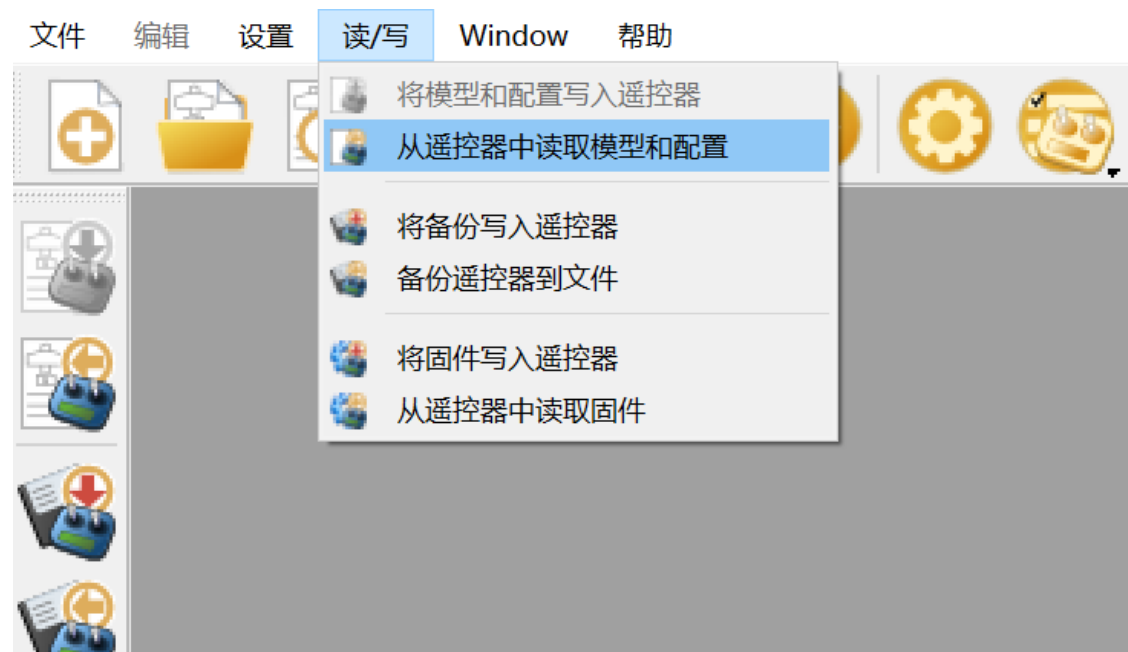 文件 编辑 设置 读/写 Window 帮助
将模型和配置写入遥控器
从遥控器中读取模型和配置
将备份写入遥控器
备份遥控器到文件
将固件写入遥控器
从遥控器中读取固件